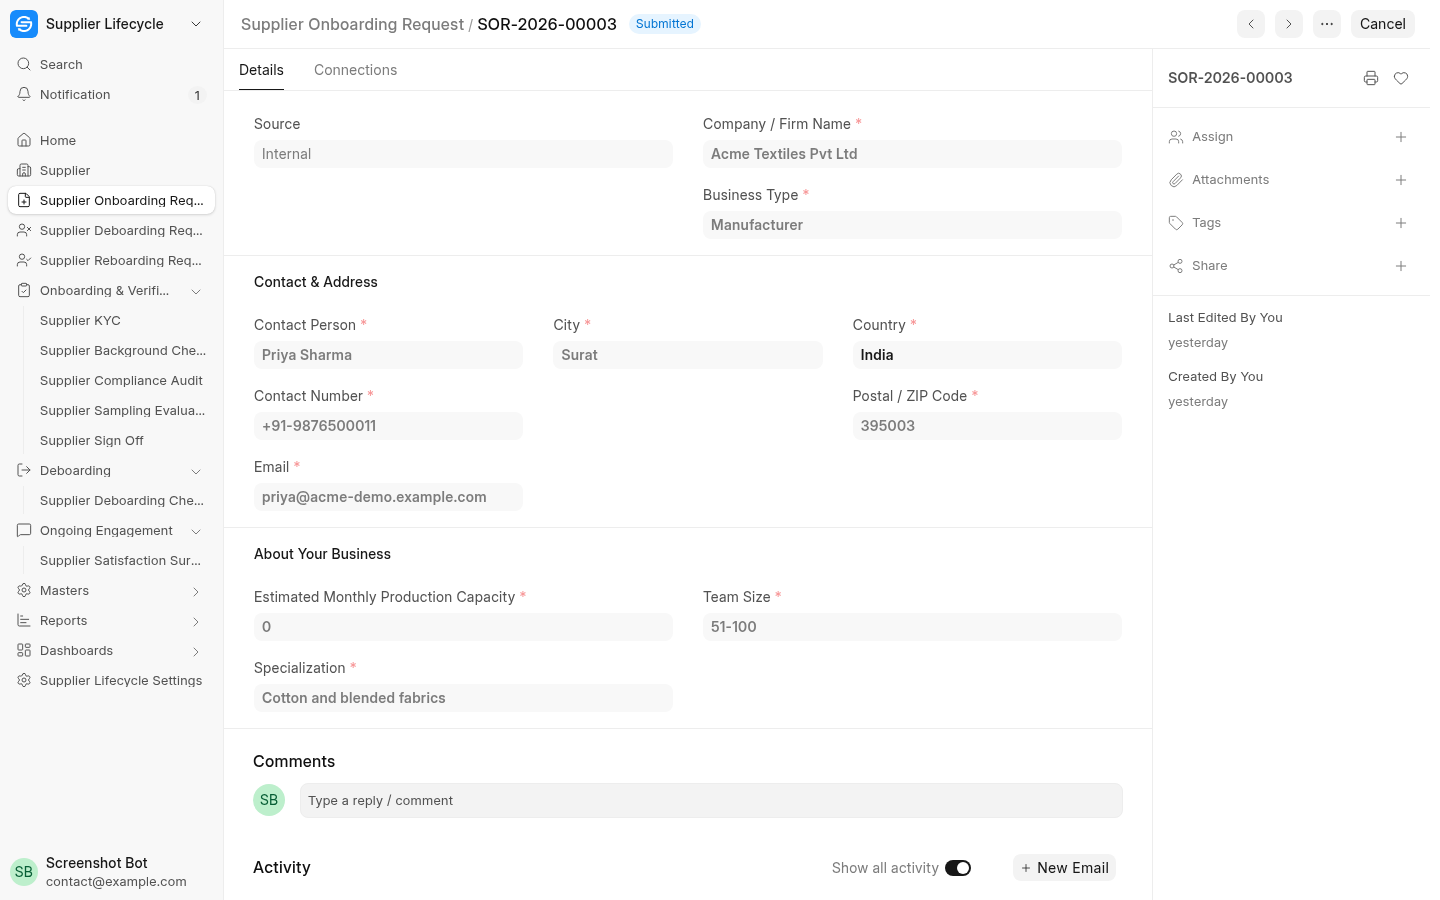 Supplier Lifecycle
Search
Notification
1
Home
Supplier
Supplier Onboarding Req...
Supplier Deboarding Req...
Supplier Reboarding Req...
Onboarding & Verifi...
Supplier KYC
Supplier Background Che...
Supplier Compliance Audit
Supplier Sampling Evalua...
Supplier Sign Off
Deboarding
Supplier Deboarding Che...
Ongoing Engagement
Supplier Satisfaction Sur...
Masters
Reports
Dashboards
Supplier Lifecycle Settings
SB
Screenshot Bot
contact@example.com
Supplier Onboarding Request / SOR-2026-00003 Submitted
Cancel
Details Connections
Source
Internal
Company / Firm Name *
Acme Textiles Pvt Ltd
Business Type *
Manufacturer
Contact & Address
Contact Person *
Priya Sharma
City *
Surat
Country *
India
Contact Number *
+91-9876500011
Postal / ZIP Code *
395003
Email *
priya@acme-demo.example.com
About Your Business
Estimated Monthly Production Capacity *
0
Team Size *
51-100
Specialization *
Cotton and blended fabrics
Comments
SB
Type a reply / comment
Activity
Show all activity
+ New Email
SOR-2026-00003
Assign
Attachments
Tags
Share
Last Edited By You
yesterday
Created By You
yesterday